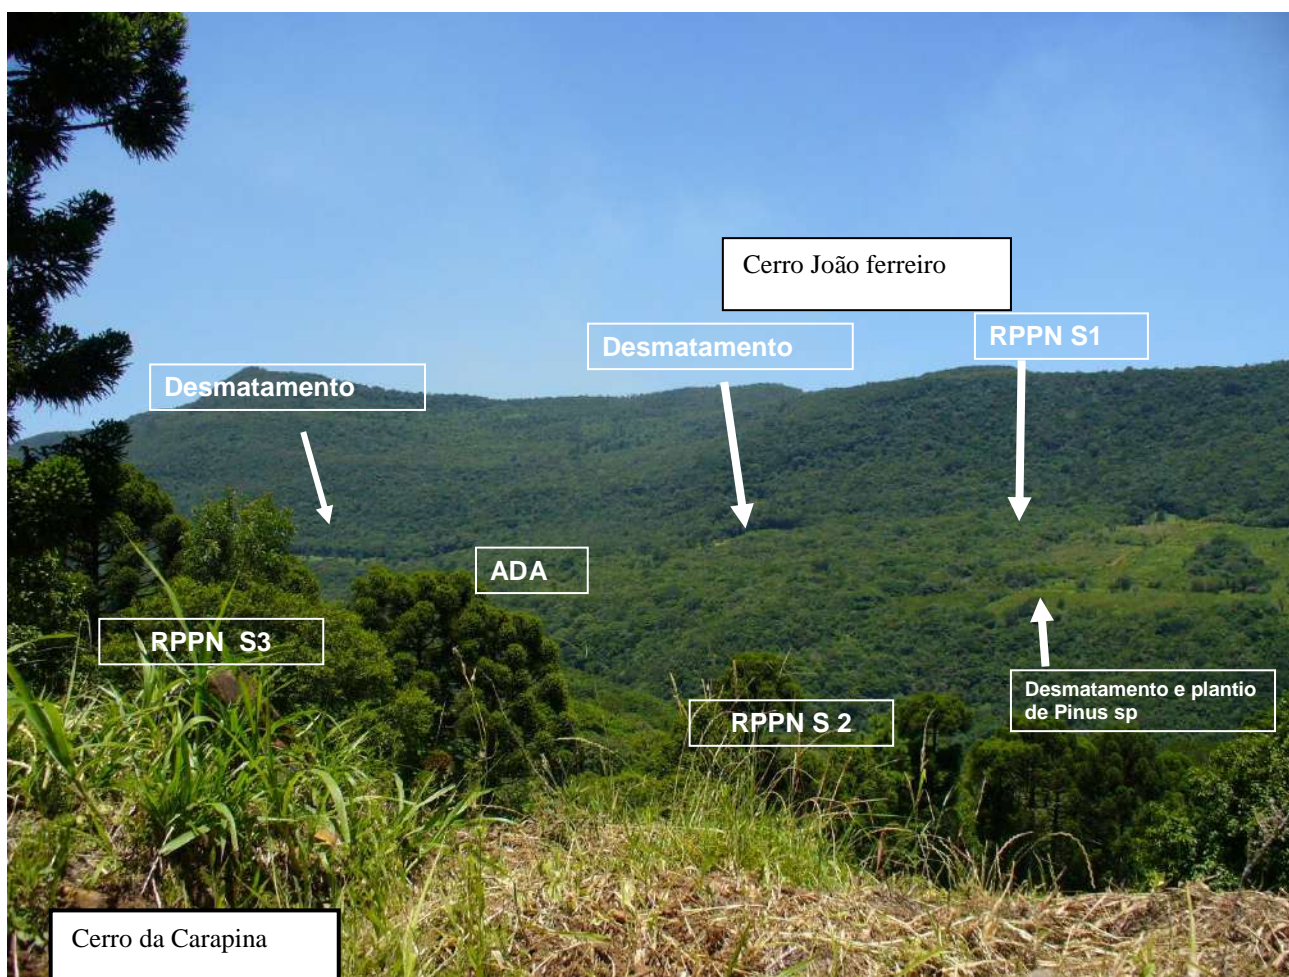 Cerro João ferreiro
RPPN S1
Desmatamento
Desmatamento
ADA
RPPN S3
Desmatamento e plantio
de Pinus sp
RPPN S 2
Cerro da Carapina